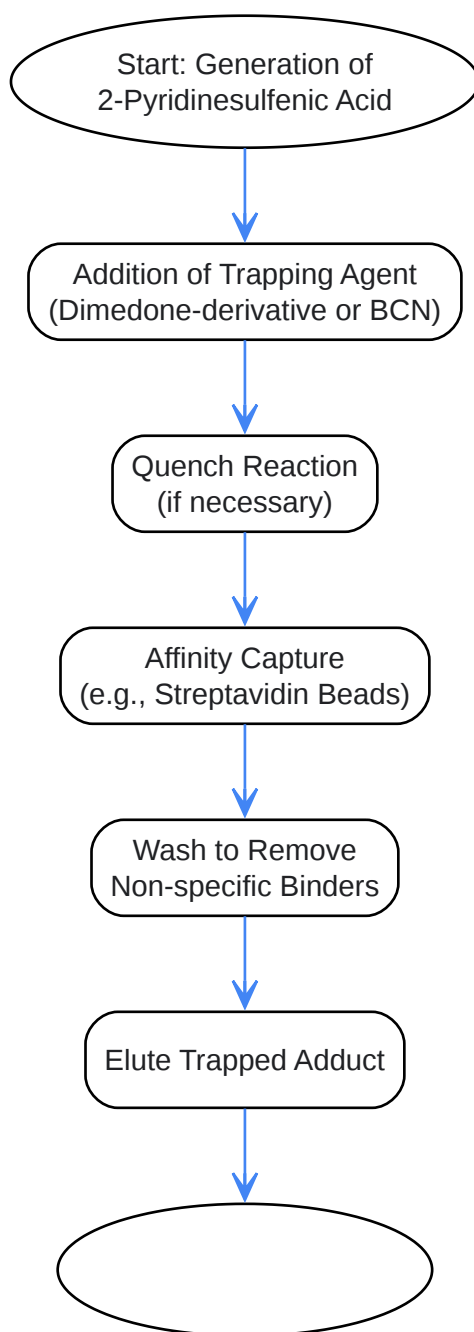 Start: Generation of
2-Pyridinesulfenic Acid
Addition of Trapping Agent
(Dimedone-derivative or BCN)
Quench Reaction
(if necessary)
Affinity Capture
(e.g., Streptavidin Beads)
Wash to Remove
Non-specific Binders
Elute Trapped Adduct